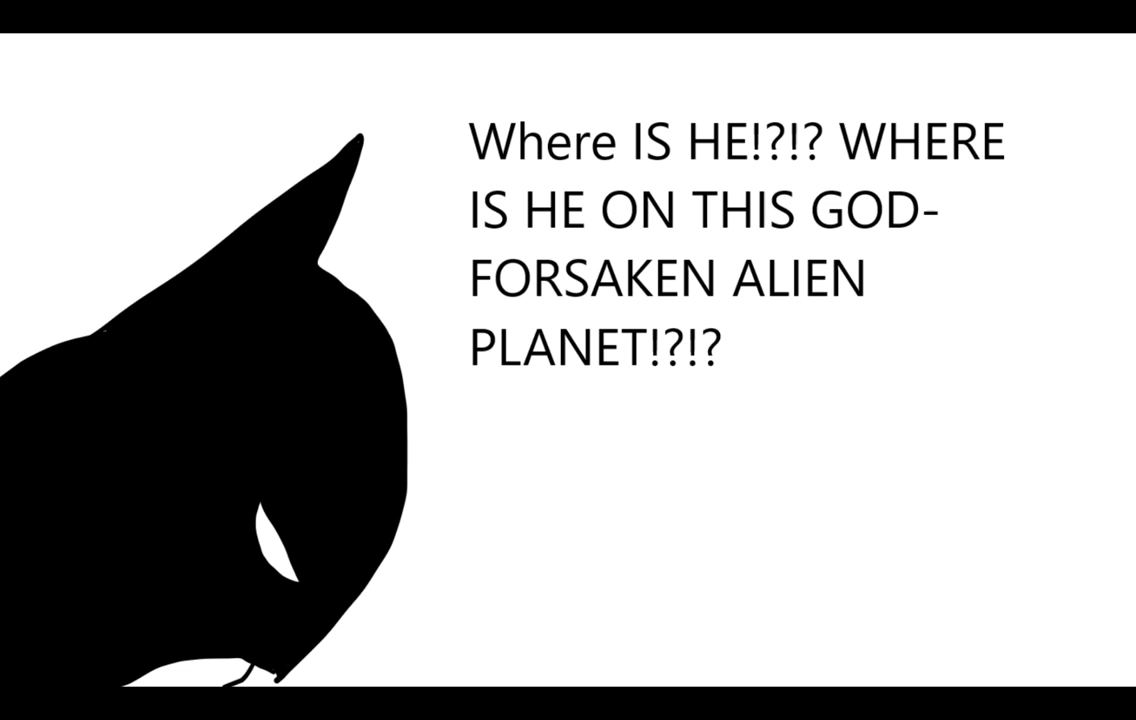 Where IS HE!?!? WHERE
IS HE ON THIS GOD-
FORSAKEN ALIEN
PLANET!?!?